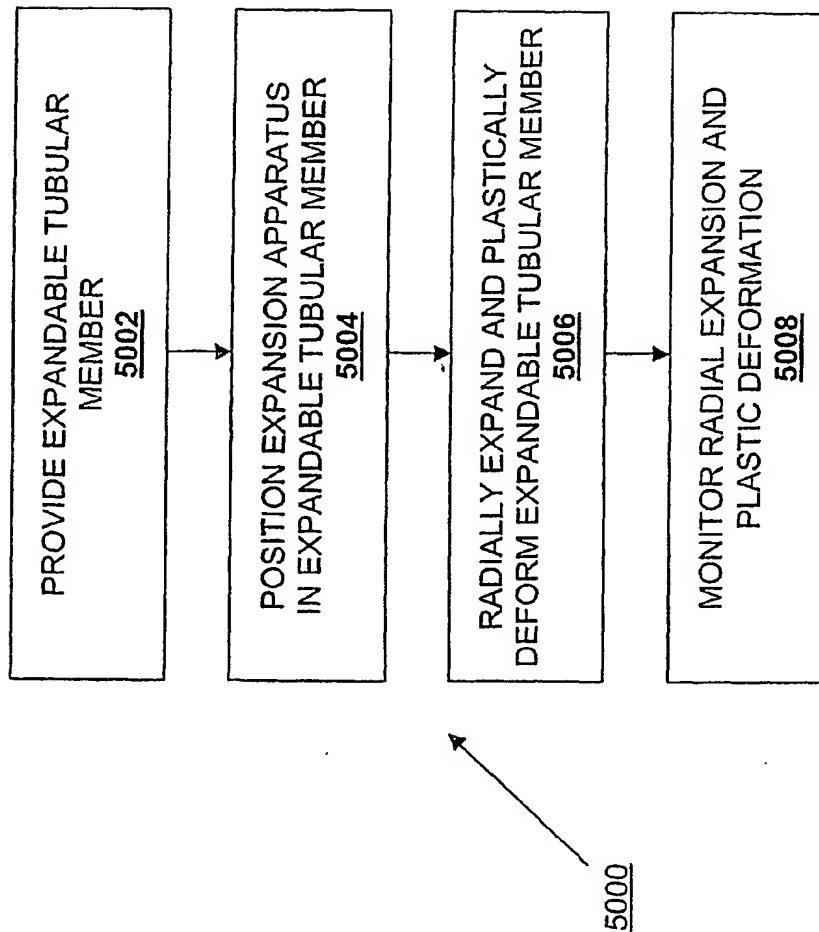 PROVIDE EXPANDABLE TUBULAR
MEMBER
5002
POSITION EXPANSION APPARATUS
IN EXPANDABLE TUBULAR MEMBER
5004
RADIALLY EXPAND AND PLASTICALLY
DEFORM EXPANDABLE TUBULAR MEMBER
5006
MONITOR RADIAL EXPANSION AND
PLASTIC DEFORMATION
5008
5000